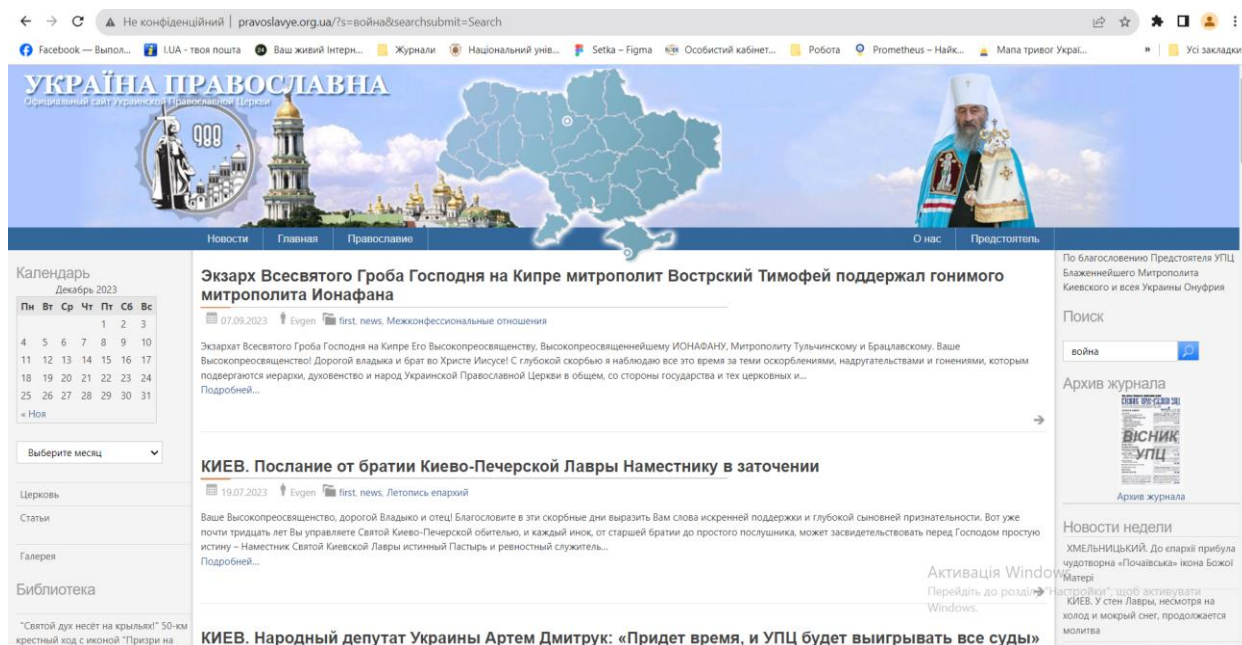 Не конфіденційний
pravoslavye.org.ua/?s=война&searchsubmit=Search
Facebook — Выпол...
I.UA - твоя пошта
Ваш живий Інтерн...
Журнали
Національний унів...
Setka – Figma
Особистий кабінет...
Робота
Prometheus – Найк...
Мапа тривог Украї...
»
Усі закладки
УКРАЇНА ПРАВОСЛАВНА
Официальный сайт Украинской Православной Церкви
988
Новости
Главная
Православие
О нас
Предстоятель
Календарь
Декабрь 2023
Пн Вт Ср Чт Пт Сб Вс
1 2 3
4 5 6 7 8 9 10
11 12 13 14 15 16 17
18 19 20 21 22 23 24
25 26 27 28 29 30 31
« Ноя
Выберите месяц
Церковь
Статьи
Галерея
Библиотека
"Святой дух несёт на крыльях!" 50-км
крестный ход с иконой "Призри на
Экзарх Всесвятого Гроба Господня на Кипре митрополит Вострский Тимофей поддержал гонимого
митрополита Ионафана
07.09.2023 Evgen first, news, Межконфессиональные отношения
Экзархат Всесвятого Гроба Господня на Кипре Его Высокопреосвященству, Высокопреосвященнейшему ИОНАФАНУ, Митрополиту Тульчинскому и Брацлавскому. Ваше
Высокопреосвященство! Дорогой владыка и брат во Христе Иисусе! С глубокой скорбью я наблюдаю все это время за теми оскорблениями, надругательствами и гонениями, которым
подвергаются иерархи, духовенство и народ Украинской Православной Церкви в общем, со стороны государства и тех церковных и...
Подробней...
КИЕВ. Послание от братии Киево-Печерской Лавры Наместнику в заточении
19.07.2023 Evgen first, news, Летопись епархий
Ваше Высокопреосвященство, дорогой Владыко и отец! Благословите в эти скорбные дни выразить Вам слова искренней поддержки и глубокой сыновней признательности. Вот уже
почти тридцать лет Вы управляете Святой Киево-Печерской обителью, и каждый инок, от старшей братии до простого послушника, может засвидетельствовать перед Господом простую
истину – Наместник Святой Киевской Лавры истинный Пастырь и ревностный служитель...
Подробней...
КИЕВ. Народный депутат Украины Артем Дмитрук: «Придет время, и УПЦ будет выигрывать все суды»
По благословению Предстоятеля УПЦ
Блаженнейшего Митрополита
Киевского и всея Украины Онуфрия
Поиск
война
Архив журнала
ВІСНИК
УПЦ
Архив журнала
Новости недели
ХМЕЛЬНИЦЬКИЙ. До єпархії прибула
чудотворна «Почаївська» ікона Божої
Матері
КИЕВ. У стен Лавры, несмотря на
холод и мокрый снег, продолжается
молитва
Активація Windows
Перейдіть до розділу "Настройки", щоб активувати
Windows.